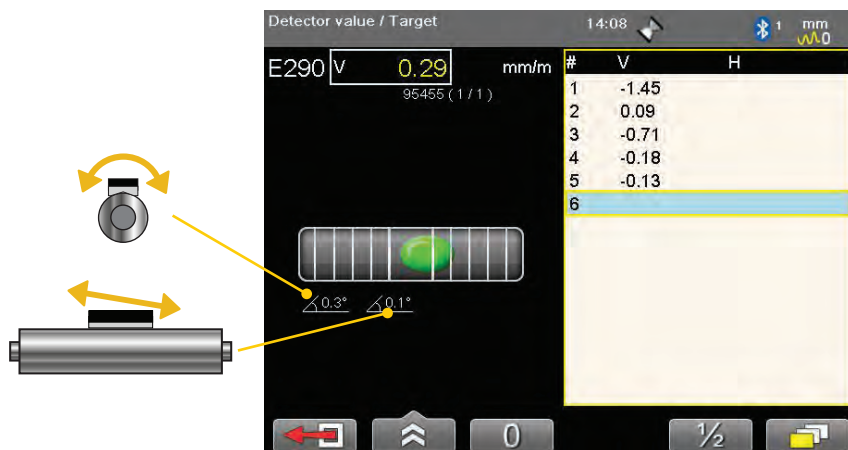 Detector value / Target 14:08 1 mm
0
E290 V 0.29 mm/m
95455 ( 1 / 1 )
# V H
1 -1.45
2 0.09
3 -0.71
4 -0.18
5 -0.13
6
0.3° 0.1°
0 ½